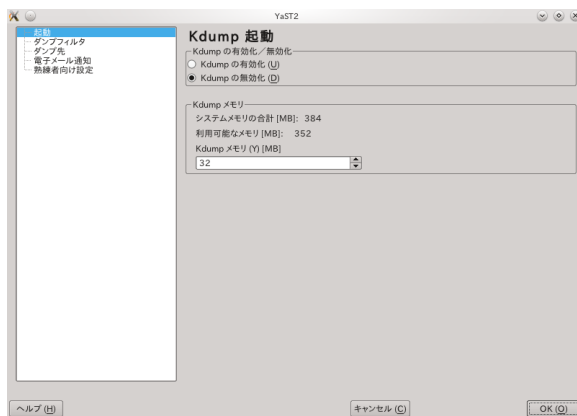 YaST2
起動
ダンプフィルタ
ダンプ先
電子メール通知
熟練者向け設定
Kdump 起動
Kdump の有効化／無効化
Kdump の有効化 (U)
Kdump の無効化 (D)
Kdump メモリ
システムメモリの合計 [MB]: 384
利用可能なメモリ [MB]: 352
Kdump メモリ (Y) [MB]
32
ヘルプ (H)
キャンセル (C)
OK (O)